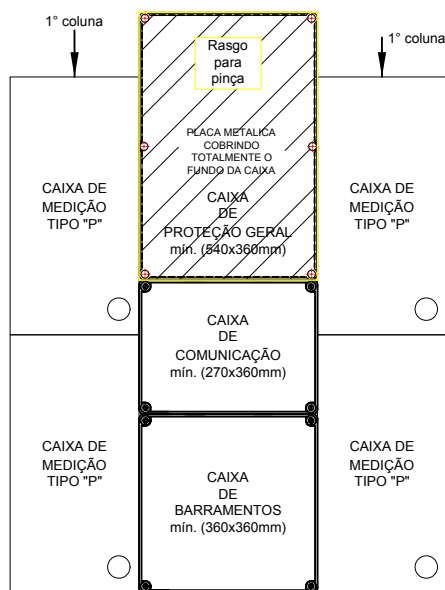 1° coluna
1° coluna
Rasgo
para
pinça
PLACA METALICA
COBRINDO
TOTALMENTE O
FUNDO DA CAIXA
CAIXA
DE
PROTEÇÃO GERAL
mín. (540x360mm)
CAIXA DE
MEDIÇÃO
TIPO "P"
CAIXA DE
MEDIÇÃO
TIPO "P"
CAIXA
DE
COMUNICAÇÃO
mín. (270x360mm)
CAIXA DE
MEDIÇÃO
TIPO "P"
CAIXA
DE
BARRAMENTOS
mín. (360x360mm)
CAIXA DE
MEDIÇÃO
TIPO "P"